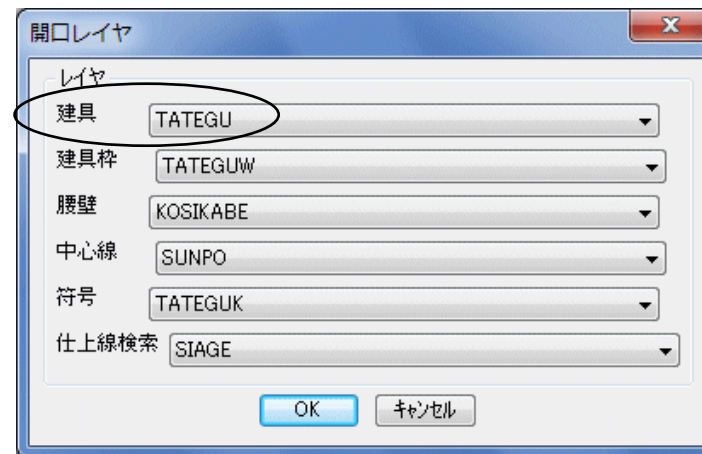 開口レイヤ
レイヤ
建具 TATEGU
建具枠 TATEGUW
腰壁 KOSIKABE
中心線 SUNPO
符号 TATEGUK
仕上線検索 SIAGE
OK ｷｬﾝｾﾙ